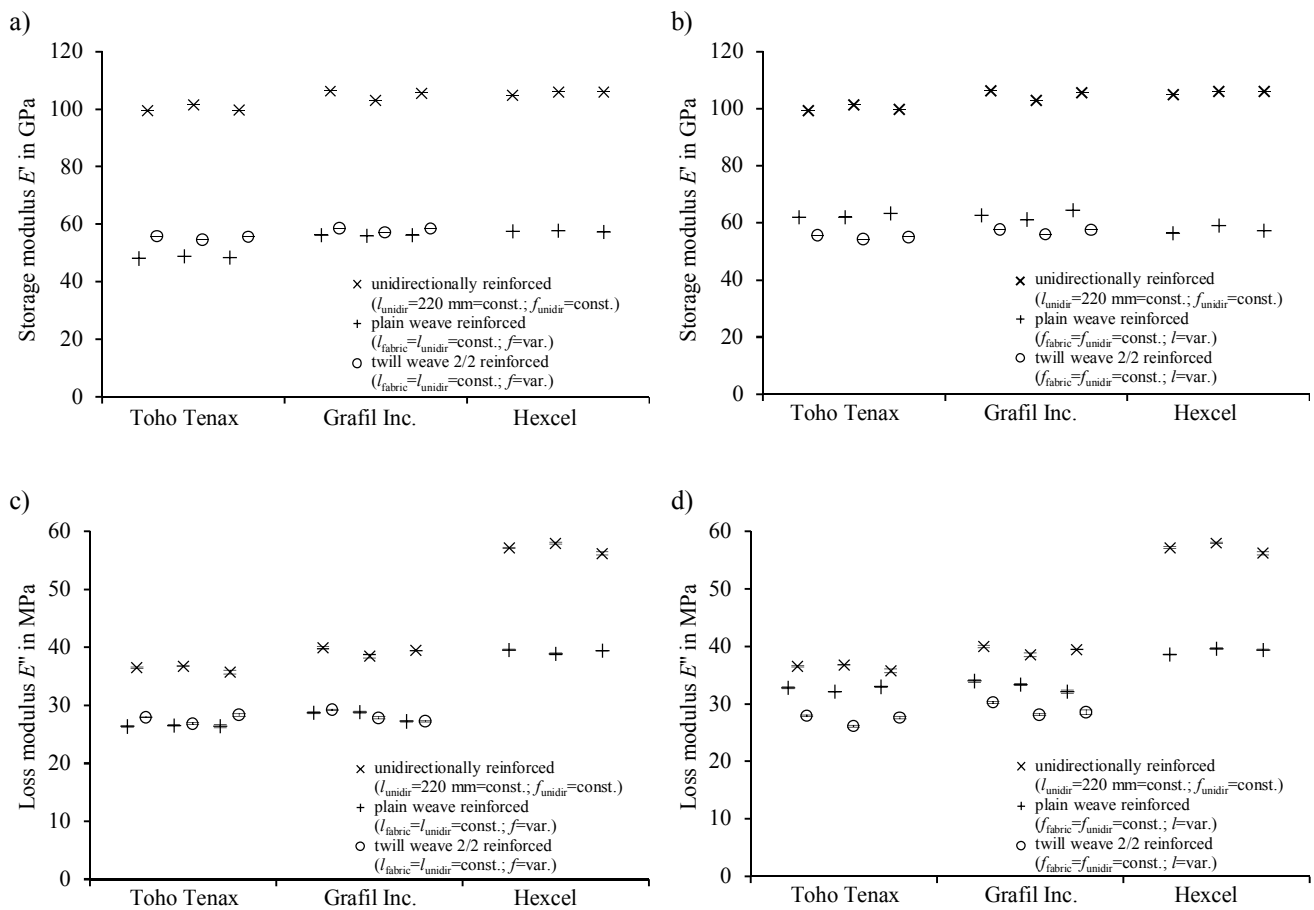 a)
Storage modulus E' in GPa
120
100
80
60
40
20
0
unidirectionally reinforced
(lunidir=220 mm=const.; funidir=const.)
plain weave reinforced
(lfabric=lunidir=const.; f=var.)
twill weave 2/2 reinforced
(lfabric=lunidir=const.; f=var.)
Toho Tenax Grafil Inc. Hexcel
b)
Storage modulus E' in GPa
120
100
80
60
40
20
0
unidirectionally reinforced
(lunidir=220 mm=const.; funidir=const.)
plain weave reinforced
(ffabric=funidir=const.; l=var.)
twill weave 2/2 reinforced
(ffabric=funidir=const.; l=var.)
Toho Tenax Grafil Inc. Hexcel
c)
Loss modulus E'' in MPa
60
50
40
30
20
10
0
unidirectionally reinforced
(lunidir=220 mm=const.; funidir=const.)
plain weave reinforced
(lfabric=lunidir=const.; f=var.)
twill weave 2/2 reinforced
(lfabric=lunidir=const.; f=var.)
Toho Tenax Grafil Inc. Hexcel
d)
Loss modulus E'' in MPa
60
50
40
30
20
10
0
unidirectionally reinforced
(lunidir=220 mm=const.; funidir=const.)
plain weave reinforced
(ffabric=funidir=const.; l=var.)
twill weave 2/2 reinforced
(ffabric=funidir=const.; l=var.)
Toho Tenax Grafil Inc. Hexcel